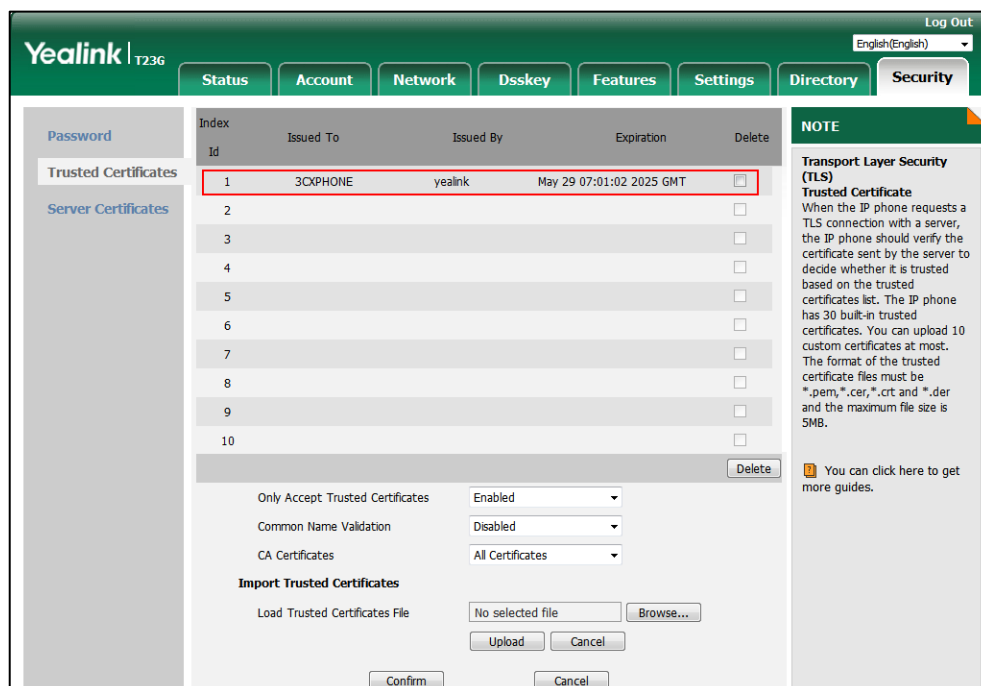 Log Out
Yealink T23G
English(English)
Status Account Network Dsskey Features Settings Directory Security
Password
Trusted Certificates
Server Certificates
Index
Id Issued To Issued By Expiration Delete
1 3CXPHONE yealink May 29 07:01:02 2025 GMT
2
3
4
5
6
7
8
9
10
Delete
Only Accept Trusted Certificates Enabled
Common Name Validation Disabled
CA Certificates All Certificates
Import Trusted Certificates
Load Trusted Certificates File No selected file Browse...
Upload Cancel
Confirm Cancel
NOTE
Transport Layer Security
(TLS)
Trusted Certificate
When the IP phone requests a
TLS connection with a server,
the IP phone should verify the
certificate sent by the server to
decide whether it is trusted
based on the trusted
certificates list. The IP phone
has 30 built-in trusted
certificates. You can upload 10
custom certificates at most.
The format of the trusted
certificate files must be
*.pem,*.cer,*.crt and *.der
and the maximum file size is
5MB.
? You can click here to get
more guides.